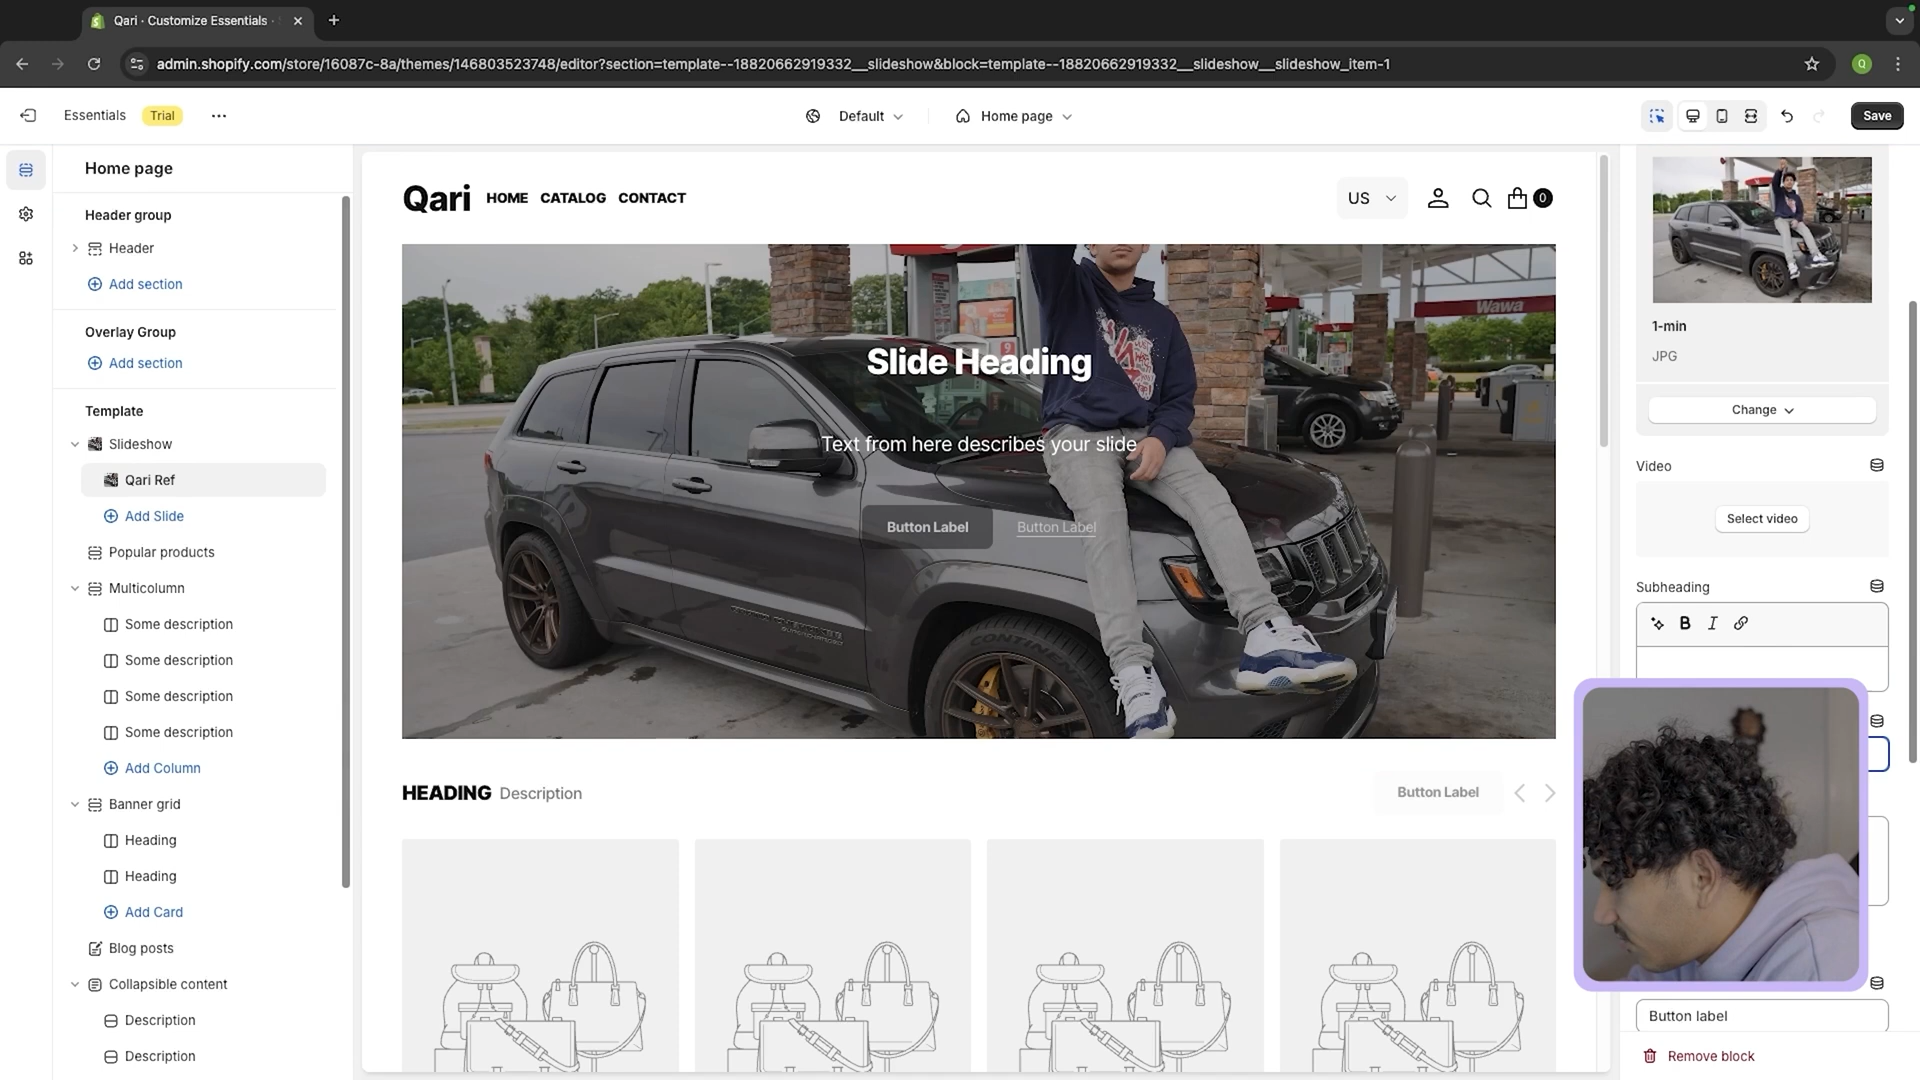 Qari · Customize Essentials ·
admin.shopify.com/store/16087c-8a/themes/146803523748/editor?section=template--18820662919332__slideshow&block=template--18820662919332__slideshow__slideshow_item-1
Q
Essentials
Trial
Default
Home page
Save
Home page
Header group
Header
Add section
Overlay Group
Add section
Template
Slideshow
Qari Ref
Add Slide
Popular products
Multicolumn
Some description
Some description
Some description
Some description
Add Column
Banner grid
Heading
Heading
Add Card
Blog posts
Collapsible content
Description
Description
Qari
HOME
CATALOG
CONTACT
US
0
Wawa
Slide Heading
Text from here describes your slide
Button Label
Button Label
HEADING
Description
Button Label
1-min
JPG
Change
Video
Select video
Subheading
B
I
Button label
Remove block